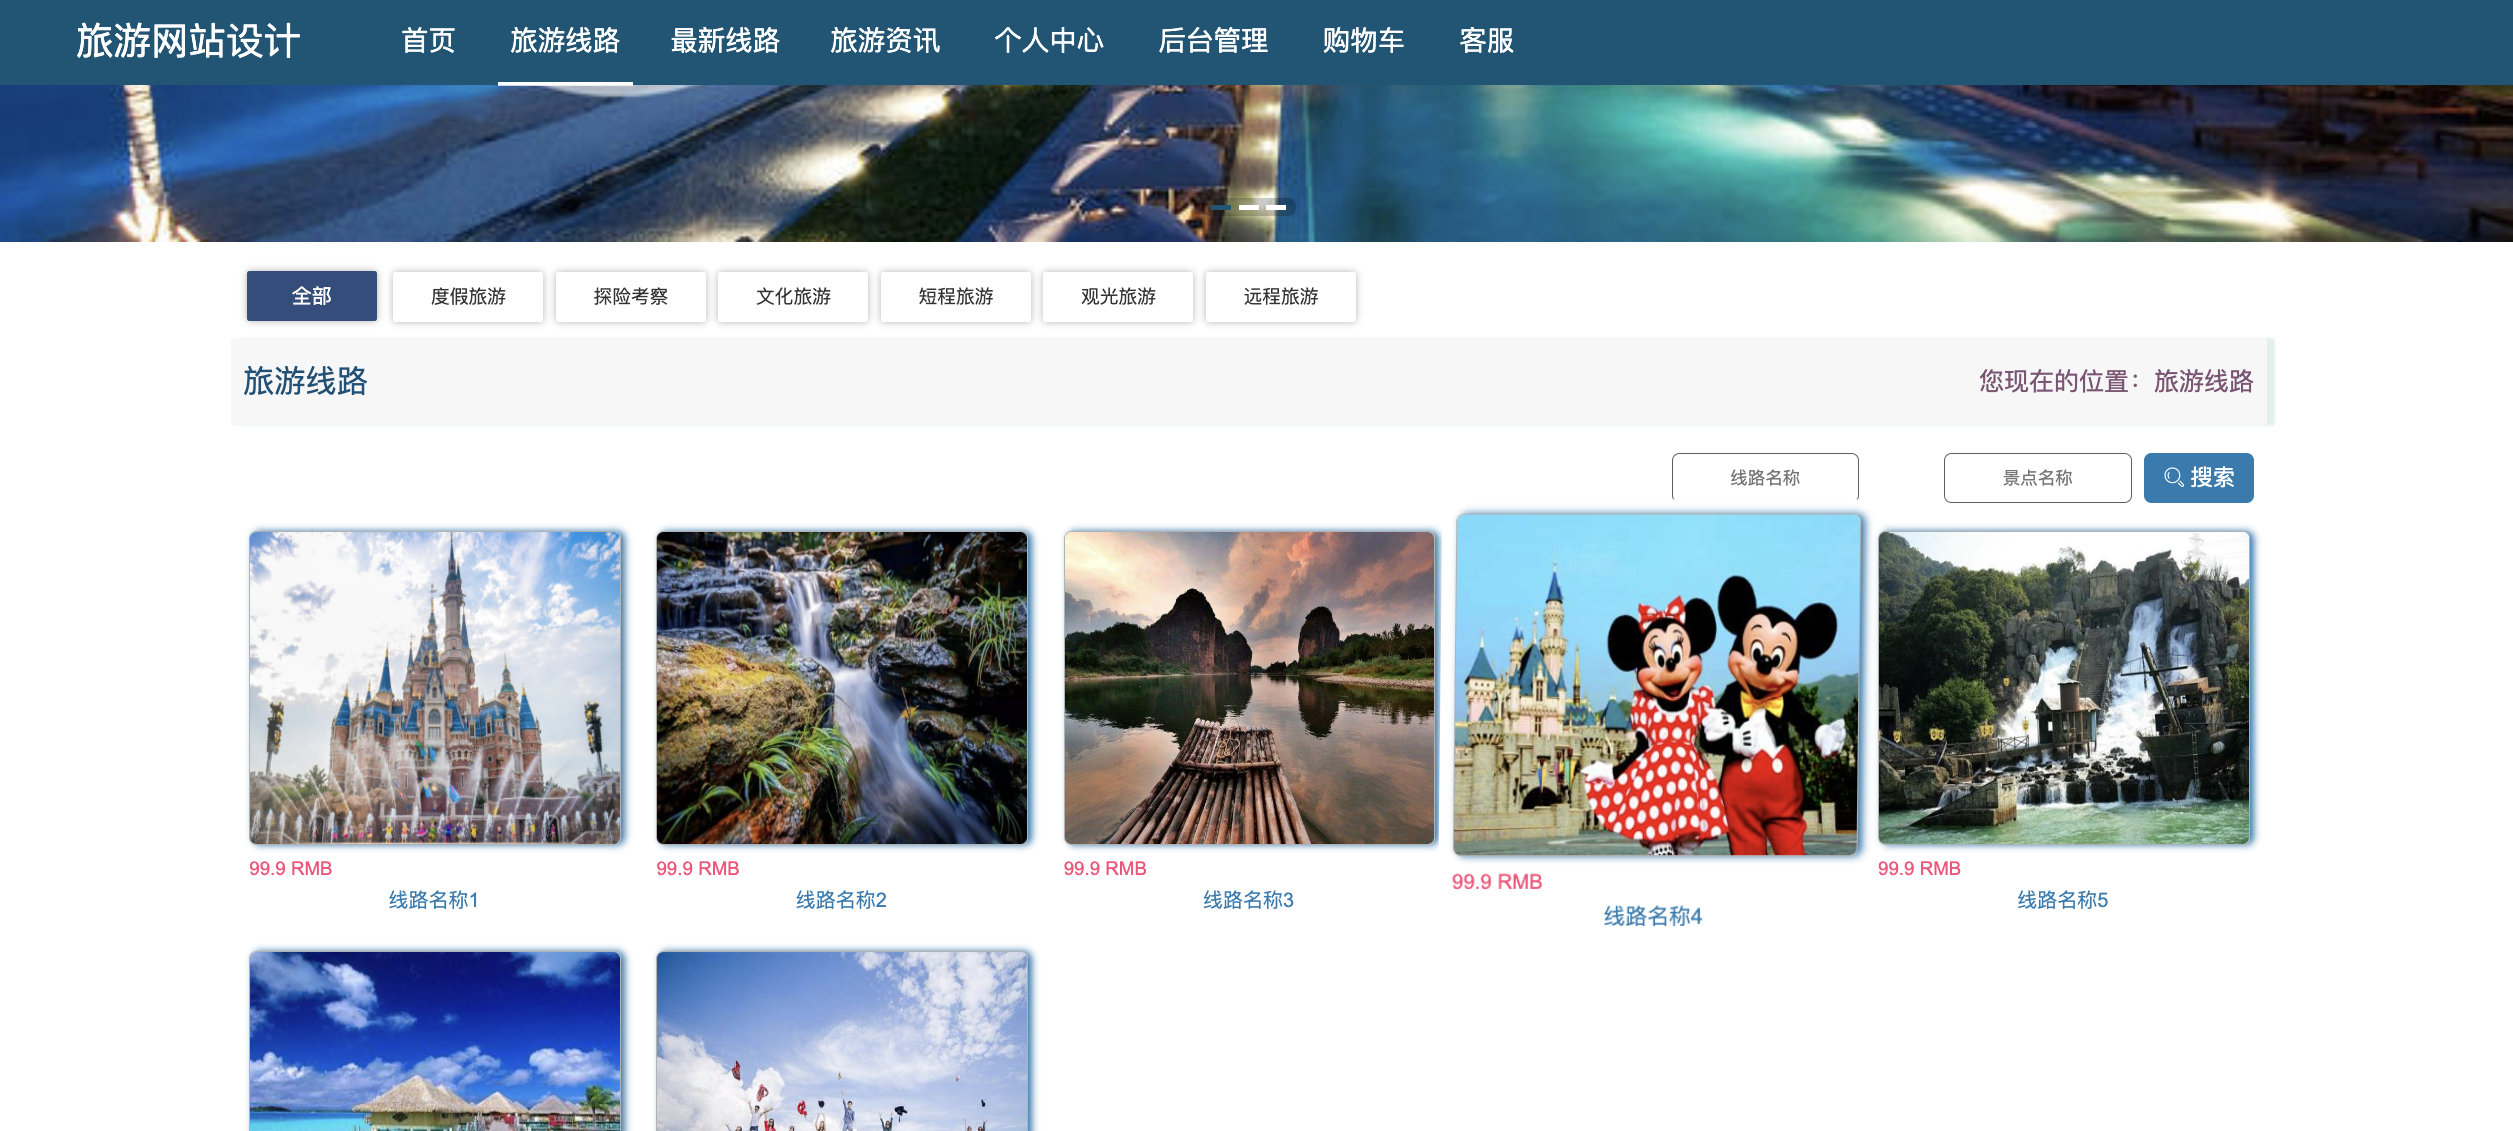 旅游网站设计 首页 旅游线路 最新线路 旅游资讯 个人中心 后台管理 购物车 客服
全部 度假旅游 探险考察 文化旅游 短程旅游 观光旅游 远程旅游
旅游线路 您现在的位置：旅游线路
线路名称 景点名称 搜索
99.9 RMB 99.9 RMB 99.9 RMB 99.9 RMB 99.9 RMB
线路名称1 线路名称2 线路名称3 线路名称4 线路名称5